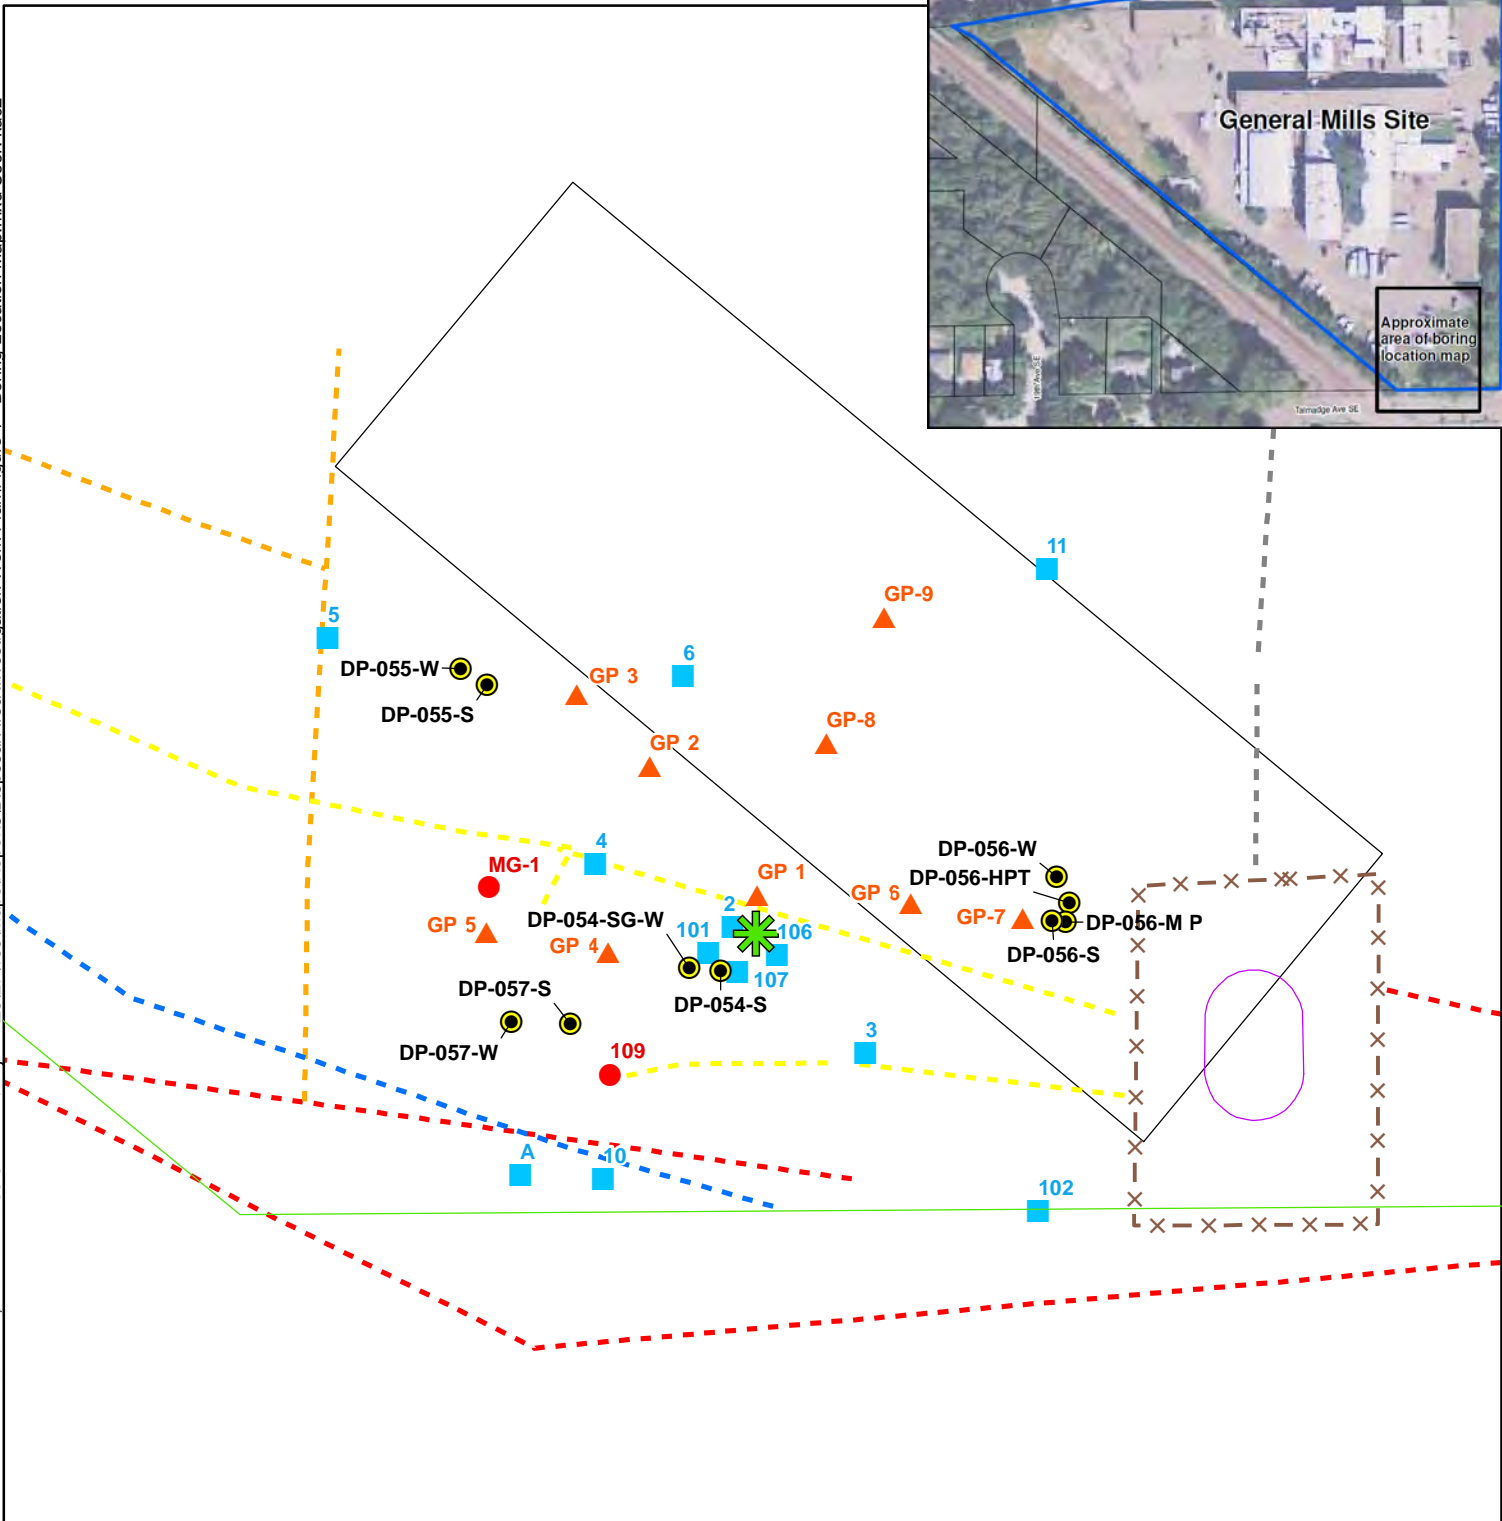 General Mills Site
Approximate
area of boring
location map
Talmadge Ave SE
11
GP-9
5
DP-055-W
6
GP 3
DP-055-S
GP-8
GP 2
4
DP-056-W
MG-1
GP 1
DP-056-HPT
GP 6
2
GP 5
DP-054-SG-W
101
106
GP-7
DP-056-M P
GP 4
DP-056-S
107
DP-057-S
DP-054-S
DP-057-W
109
3
A
10
102